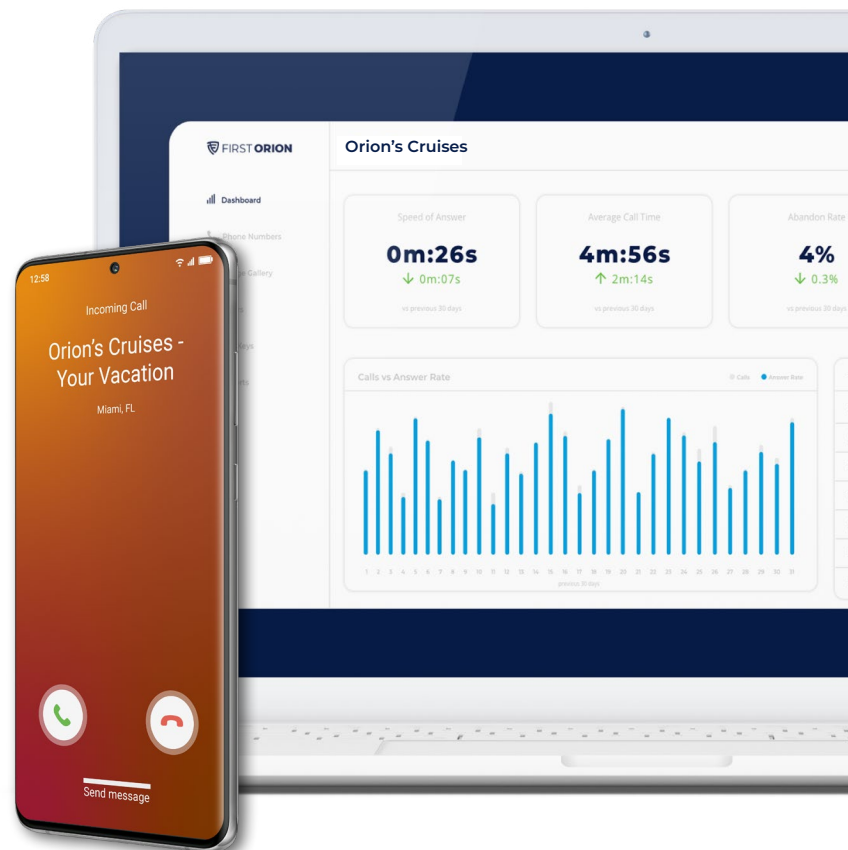 FIRST ORION
Orion's Cruises
Dashboard
Phone Numbers
Gallery
Speed of Answer
0m:26s
↓ 0m:07s
vs previous 30 days
Average Call Time
4m:56s
↑ 2m:14s
vs previous 30 days
Abandon Rate
4%
↓ 0.3%
vs previous 20 days
Calls vs Answer Rate
Calls
Answer Rate
1 2 3 4 5 6 7 8 9 10 11 12 13 14 15 16 17 18 19 20 21 22 23 24 25 26 27 28 29 30 31
previous 30 days
12:58
Incoming Call
Orion's Cruises -
Your Vacation
Miami, FL
Send message